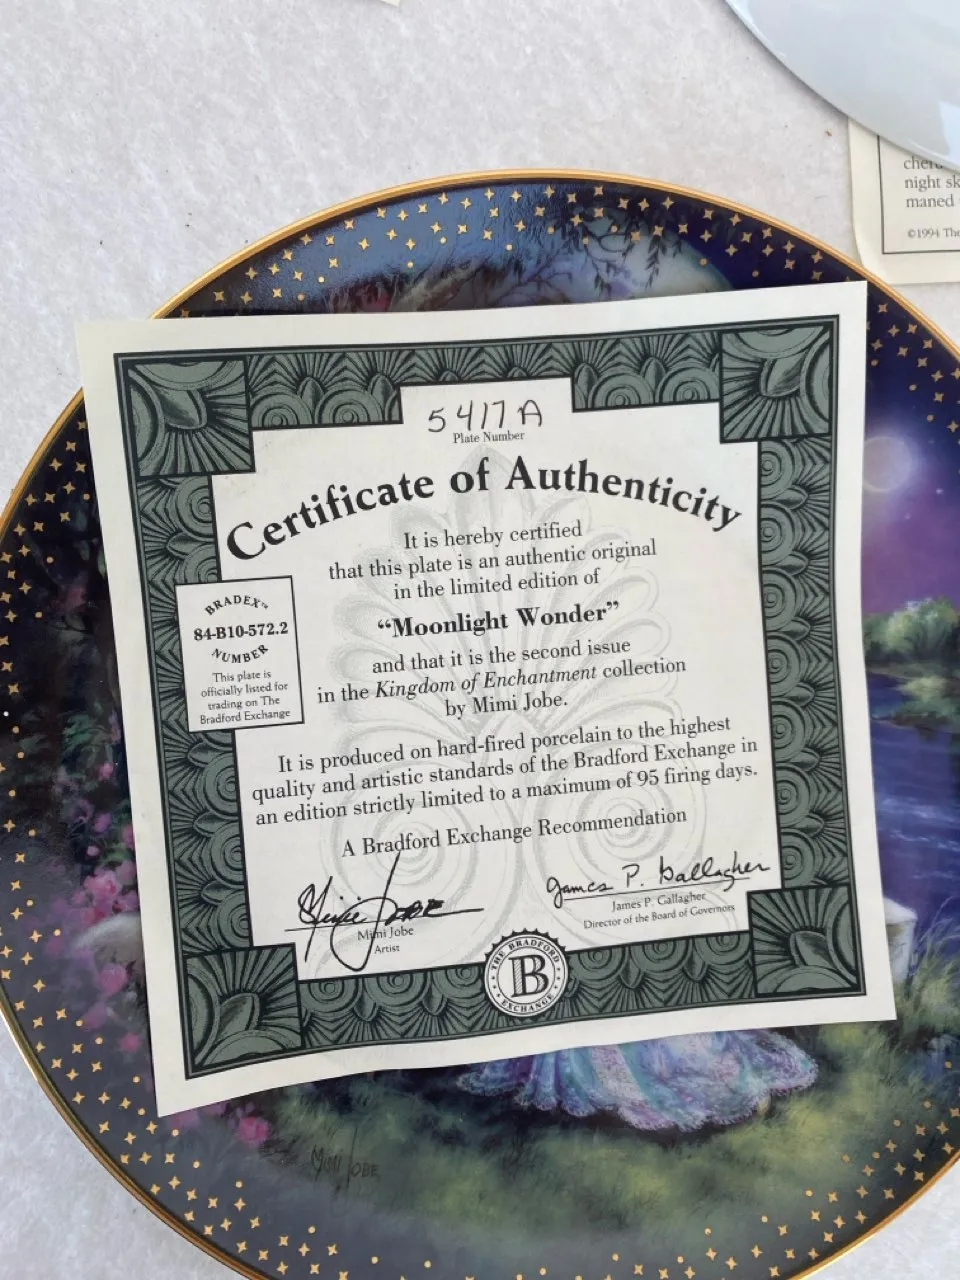 night
maned
©1994 The
5417A
Plate Number
Certificate of Authenticity
It is hereby certified
that this plate is an authentic original
in the limited edition of
“Moonlight Wonder”
and that it is the second issue
in the Kingdom of Enchantment collection
by Mimi Jobe.
BRADEX™
84-B10-572.2
NUMBER
This plate is
officially listed for
trading on The
Bradford Exchange
It is produced on hard-fired porcelain to the highest
quality and artistic standards of the Bradford Exchange in
an edition strictly limited to a maximum of 95 firing days.
A Bradford Exchange Recommendation
Mimi Jobe
Mimi Jobe
Artist
James P. Gallagher
James P. Gallagher
Director of the Board of Governors
THE BRADFORD
B
EXCHANGE
MIMI JOBE